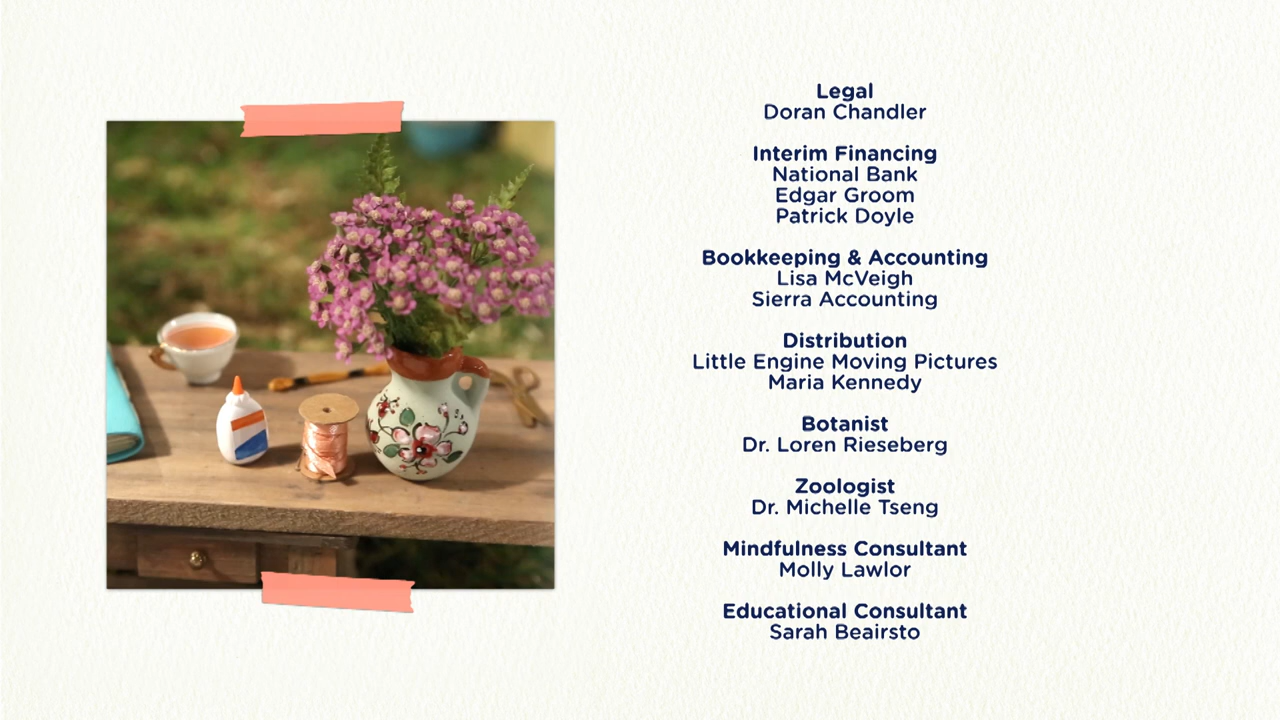 Legal
Doran Chandler
Interim Financing
National Bank
Edgar Groom
Patrick Doyle
Bookkeeping & Accounting
Lisa McVeigh
Sierra Accounting
Distribution
Little Engine Moving Pictures
Maria Kennedy
Botanist
Dr. Loren Rieseberg
Zoologist
Dr. Michelle Tseng
Mindfulness Consultant
Molly Lawlor
Educational Consultant
Sarah Beairsto